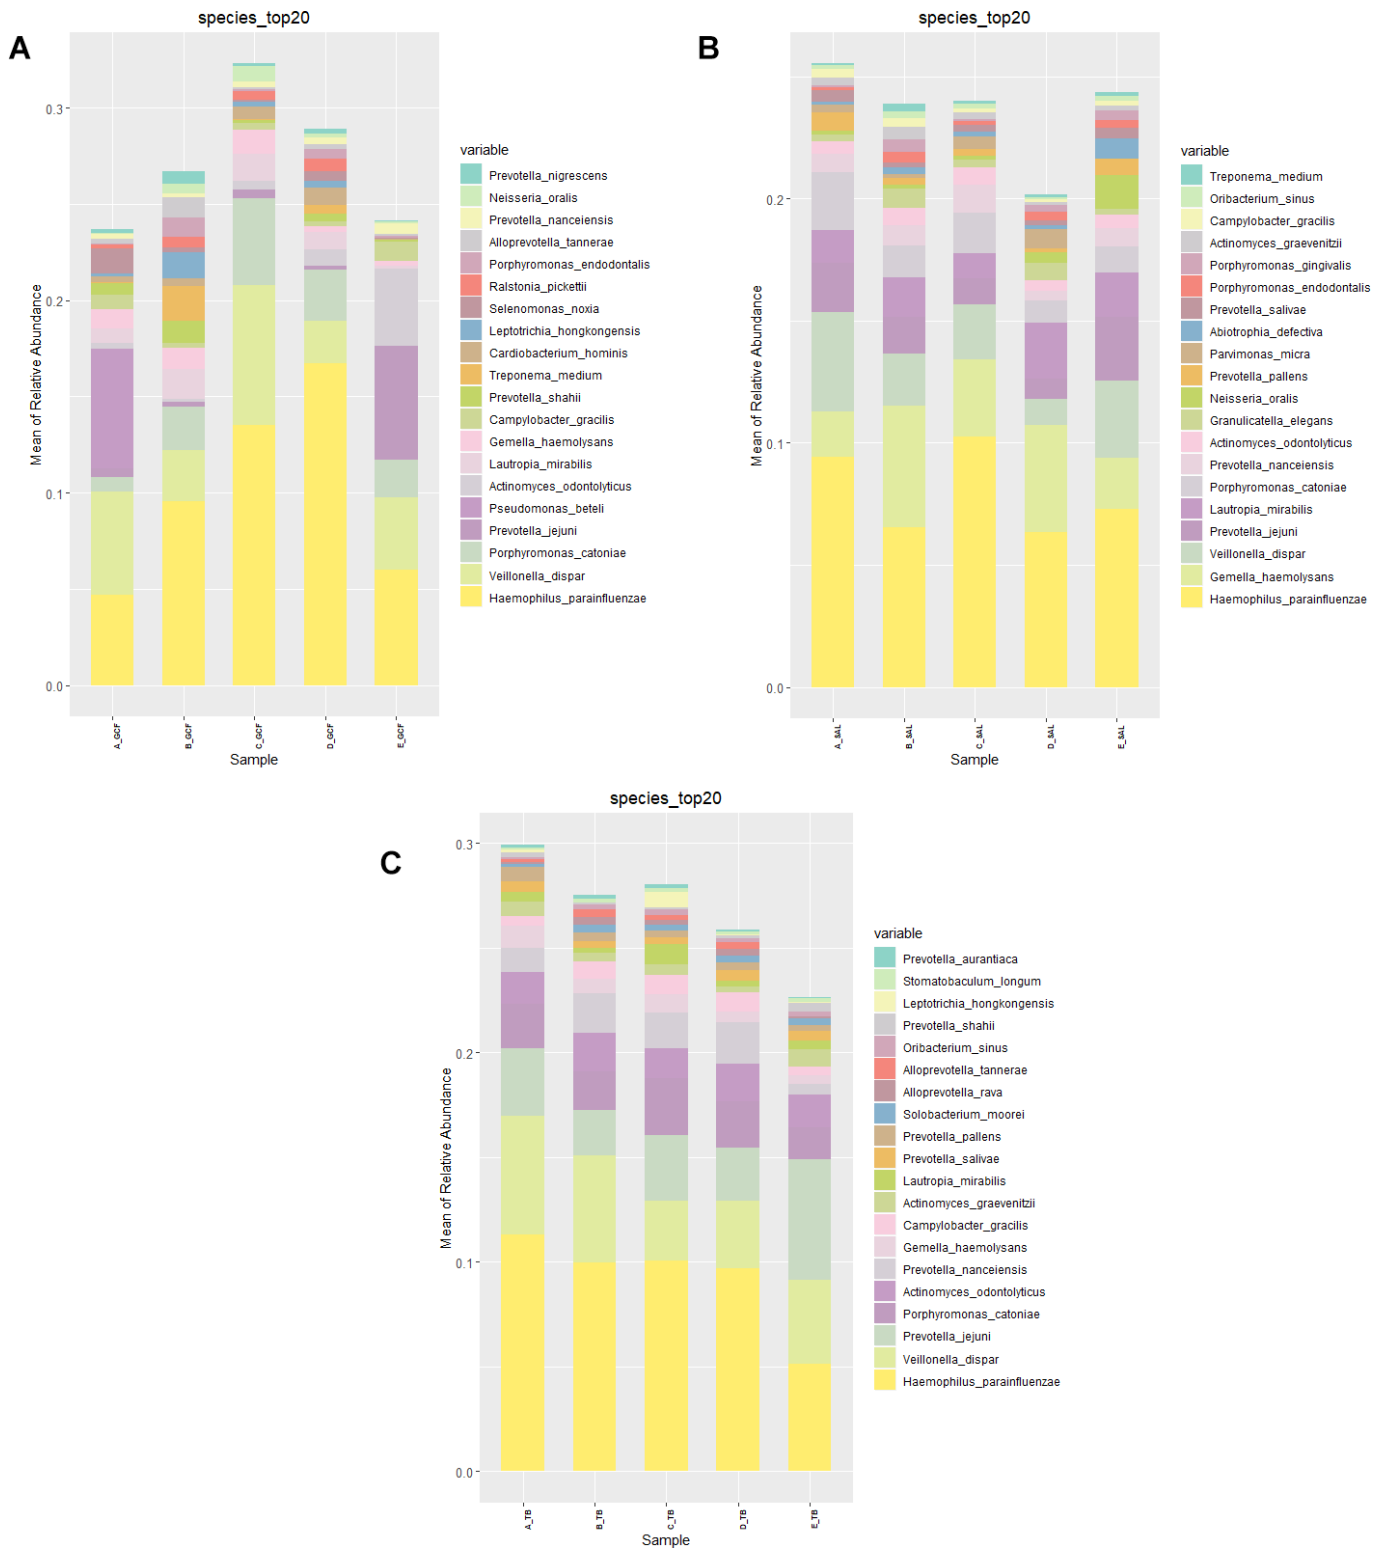 A
species_top20
Mean of Relative Abundance
0.3
0.2
0.1
0.0
A_GCF
B_GCF
C_GCF
D_GCF
E_GCF
Sample
variable
Prevotella_nigrescens
Neisseria_oralis
Prevotella_nanceiensis
Alloprevotella_tannerae
Porphyromonas_endodontalis
Ralstonia_pickettii
Selenomonas_noxia
Leptotrichia_hongkongensis
Cardiobacterium_hominis
Treponema_medium
Prevotella_shahii
Campylobacter_gracilis
Gemella_haemolysans
Lautropia_mirabilis
Actinomyces_odontolyticus
Pseudomonas_beteli
Prevotella_jejuni
Porphyromonas_catoniae
Veillonella_dispar
Haemophilus_parainfluenzae
B
species_top20
Mean of Relative Abundance
0.2
0.1
0.0
A_SAL
B_SAL
C_SAL
D_SAL
E_SAL
Sample
variable
Treponema_medium
Oribacterium_sinus
Campylobacter_gracilis
Actinomyces_graevenitzii
Porphyromonas_gingivalis
Porphyromonas_endodontalis
Prevotella_salivae
Abiotrophia_defectiva
Parvimonas_micra
Prevotella_pallens
Neisseria_oralis
Granulicatella_elegans
Actinomyces_odontolyticus
Prevotella_nanceiensis
Porphyromonas_catoniae
Lautropia_mirabilis
Prevotella_jejuni
Veillonella_dispar
Gemella_haemolysans
Haemophilus_parainfluenzae
C
species_top20
Mean of Relative Abundance
0.3
0.2
0.1
0.0
A_TB
B_TB
C_TB
D_TB
E_TB
Sample
variable
Prevotella_aurantiaca
Stomatobaculum_longum
Leptotrichia_hongkongensis
Prevotella_shahii
Oribacterium_sinus
Alloprevotella_tannerae
Alloprevotella_rava
Solobacterium_moorei
Prevotella_pallens
Prevotella_salivae
Lautropia_mirabilis
Actinomyces_graevenitzii
Campylobacter_gracilis
Gemella_haemolysans
Prevotella_nanceiensis
Actinomyces_odontolyticus
Porphyromonas_catoniae
Prevotella_jejuni
Veillonella_dispar
Haemophilus_parainfluenzae